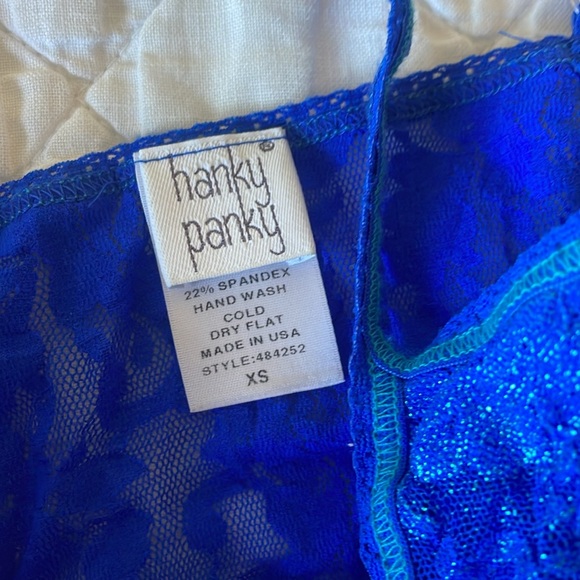 hanky®
panky
22% SPANDEX
HAND WASH
COLD
DRY FLAT
MADE IN USA
STYLE:484252
XS